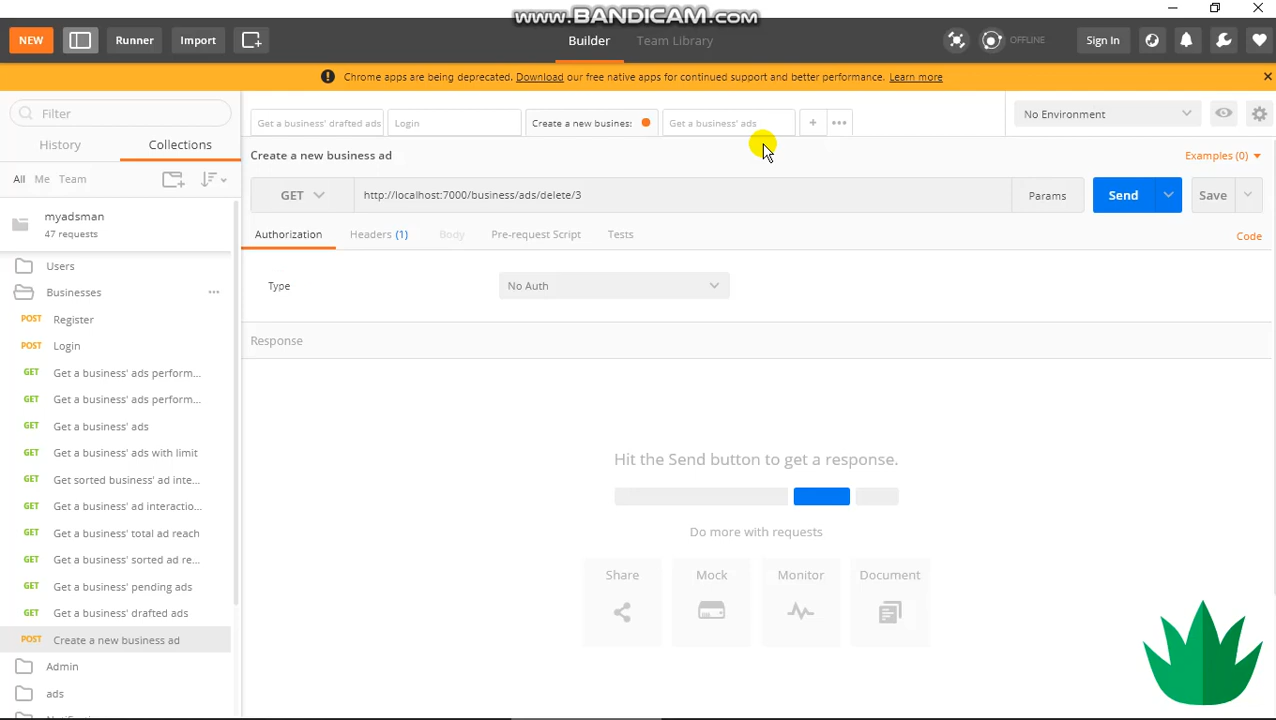 www.BANDICAM.com
NEW
Runner
Import
Builder
Team Library
OFFLINE
Sign In
Chrome apps are being deprecated. Download our free native apps for continued support and better performance. Learn more
Filter
History
Collections
All Me Team
myadsman
47 requests
Users
Businesses
POST Register
POST Login
GET Get a business' ads perform...
GET Get a business' ads perform...
GET Get a business' ads
GET Get a business' ads with limit
GET Get sorted business' ad inte...
GET Get a business' ad interactio...
GET Get a business' total ad reach
GET Get a business' sorted ad re...
GET Get a business' pending ads
GET Get a business' drafted ads
POST Create a new business ad
Admin
ads
Get a business' drafted ads
Login
Create a new busines:
Get a business' ads
No Environment
Create a new business ad
Examples (0)
GET
http://localhost:7000/business/ads/delete/3
Params
Send
Save
Authorization
Headers (1)
Body
Pre-request Script
Tests
Code
Type
No Auth
Response
Hit the Send button to get a response.
Do more with requests
Share
Mock
Monitor
Document